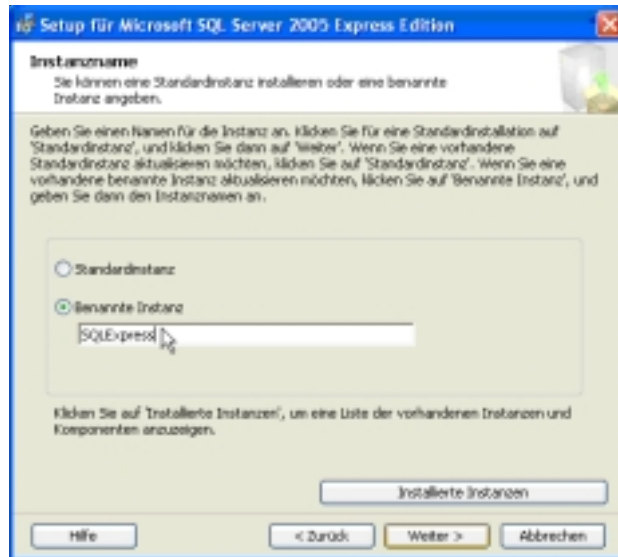 Setup für Microsoft SQL Server 2005 Express Edition
Instanzname
Sie können eine Standardinstanz installieren oder eine benannte
Instanz angeben.
Geben Sie einen Namen für die Instanz an. Klicken Sie für eine Standardinstallation auf
'Standardinstanz', und klicken Sie dann auf 'Weiter'. Wenn Sie eine vorhandene
Standardinstanz aktualisieren möchten, klicken Sie auf 'Standardinstanz'. Wenn Sie eine
vorhandene benannte Instanz aktualisieren möchten, klicken Sie auf 'Benannte Instanz', und
geben Sie dann den Instanznamen an.
Standardinstanz
Benannte Instanz
SQLExpress
Klicken Sie auf 'Installierte Instanzen', um eine Liste der vorhandenen Instanzen und
Komponenten anzuzeigen.
Installierte Instanzen
Hilfe
< Zurück
Weiter >
Abbrechen